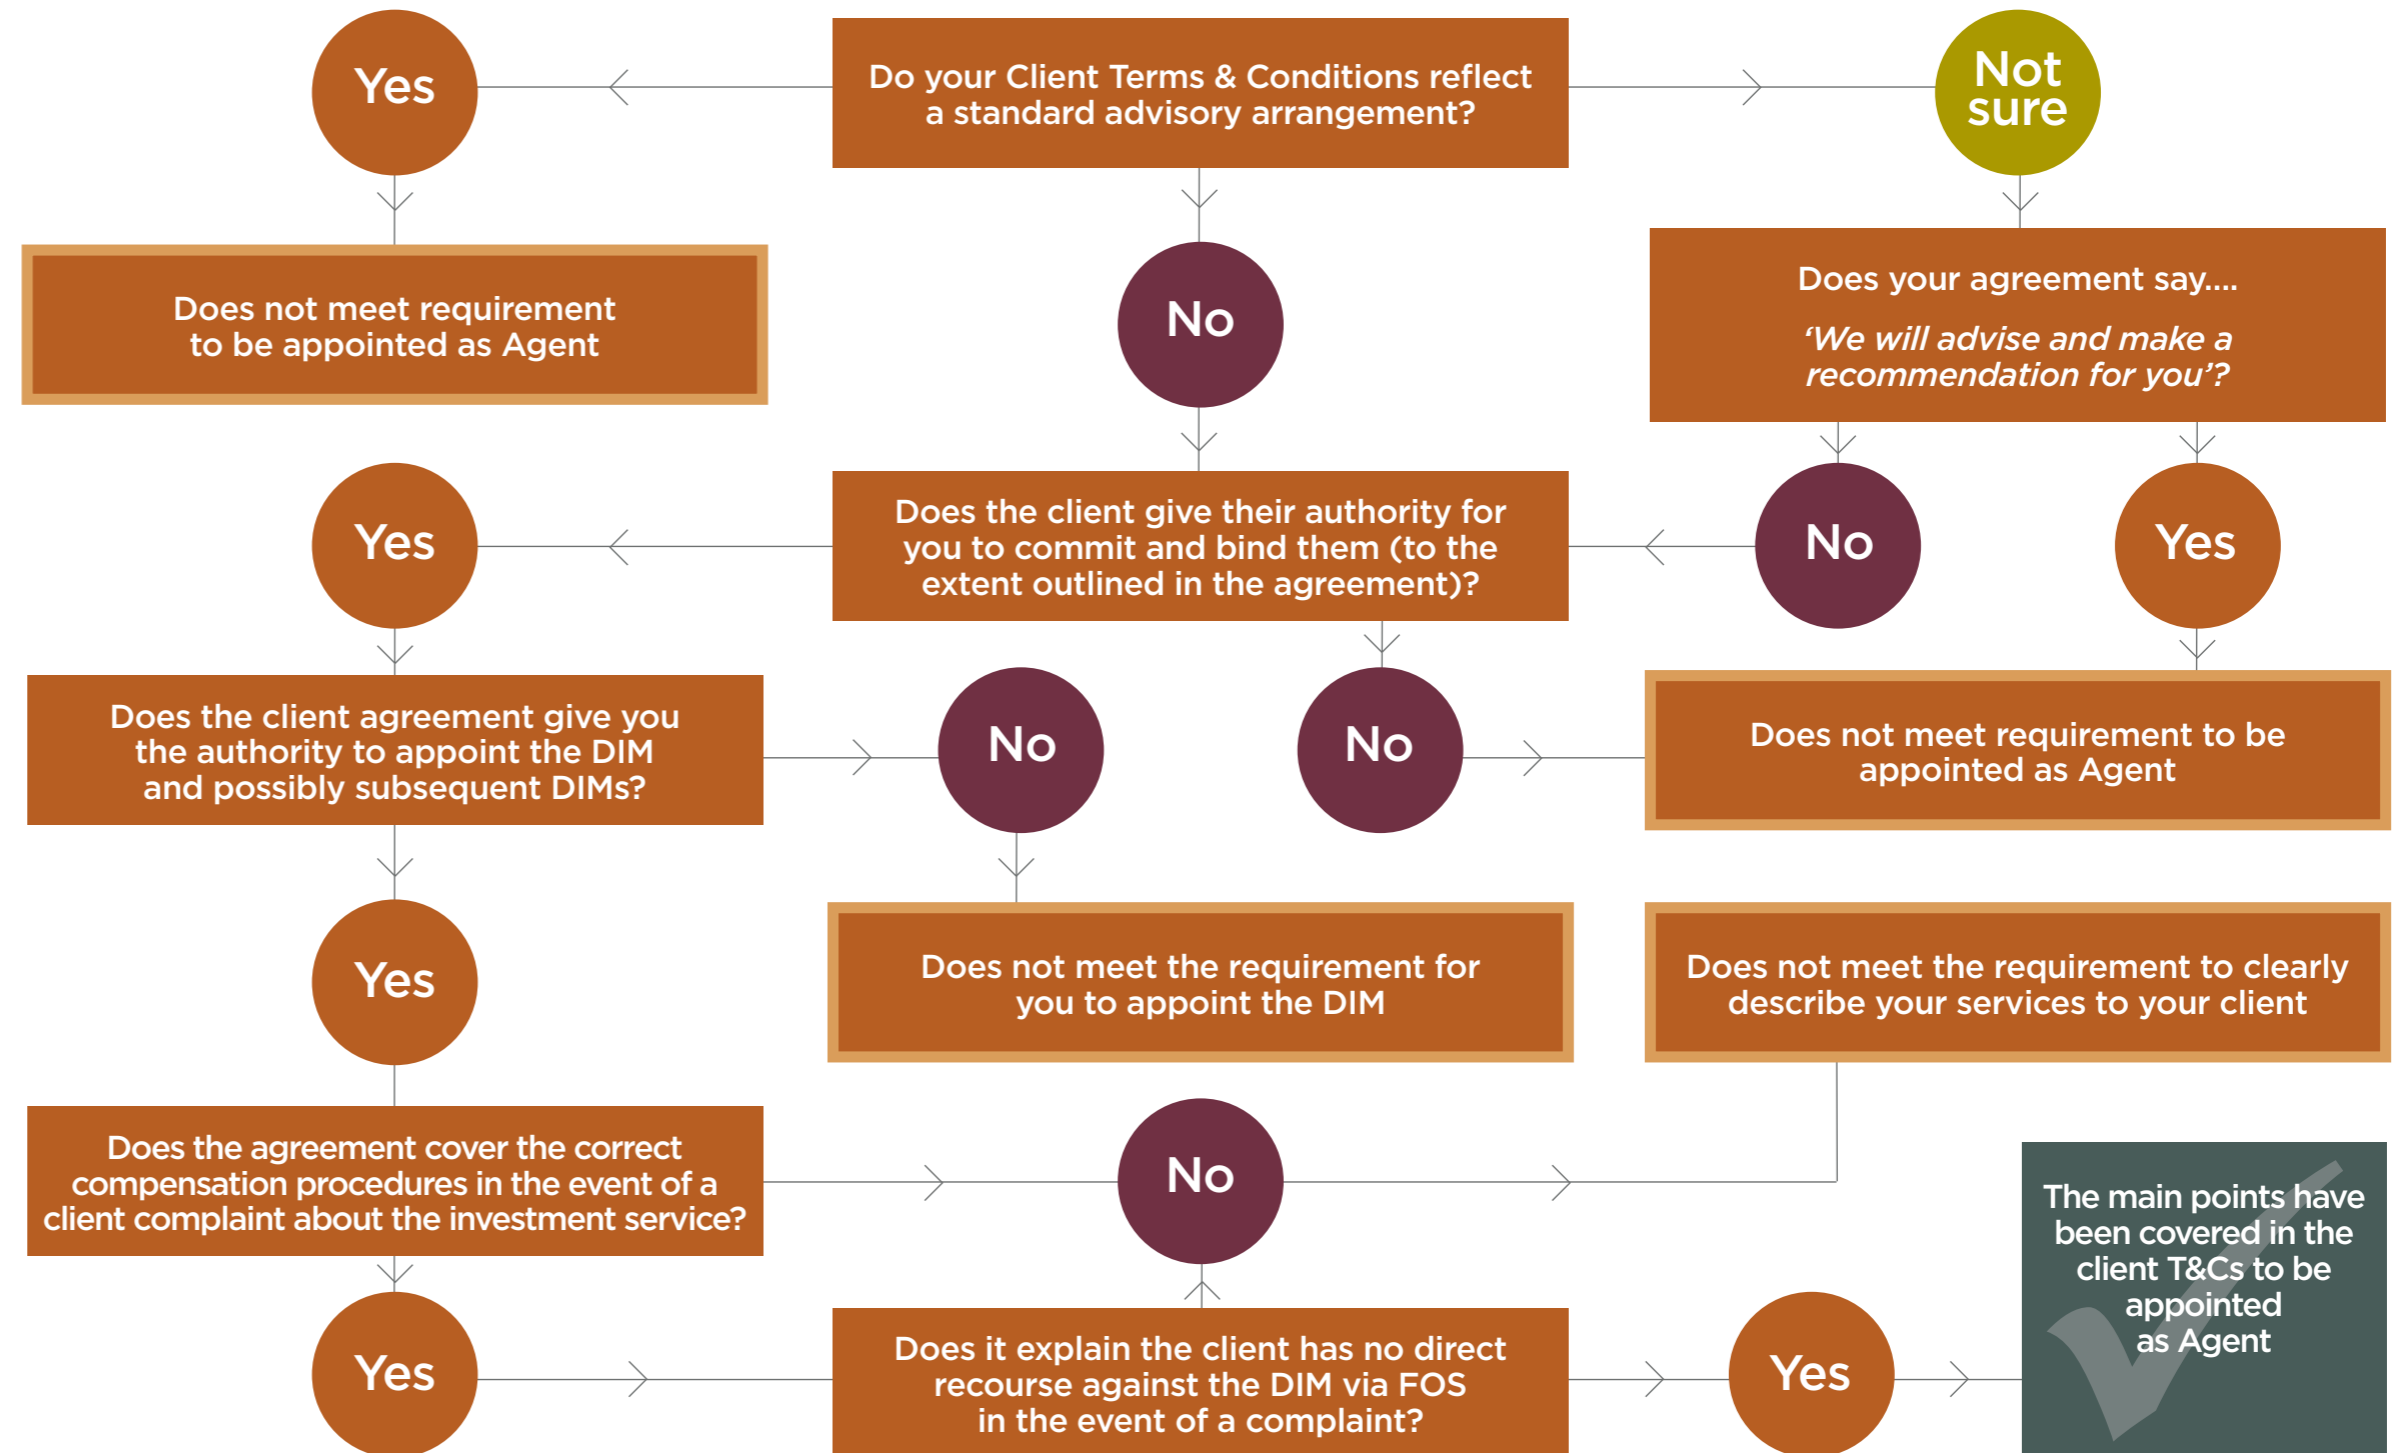 Yes
Do your Client Terms & Conditions reflect
a standard advisory arrangement?
Not
sure
Does not meet requirement
to be appointed as Agent
No
Does your agreement say....
‘We will advise and make a
recommendation for you’?
Yes
Does the client give their authority for
you to commit and bind them (to the
extent outlined in the agreement)?
No
Yes
Does the client agreement give you
the authority to appoint the DIM
and possibly subsequent DIMs?
No
No
Does not meet requirement to be
appointed as Agent
Yes
Does not meet the requirement for
you to appoint the DIM
Does not meet the requirement to clearly
describe your services to your client
Does the agreement cover the correct
compensation procedures in the event of a
client complaint about the investment service?
No
The main points have
been covered in the
client T&Cs to be
appointed
as Agent
Yes
Does it explain the client has no direct
recourse against the DIM via FOS
in the event of a complaint?
Yes